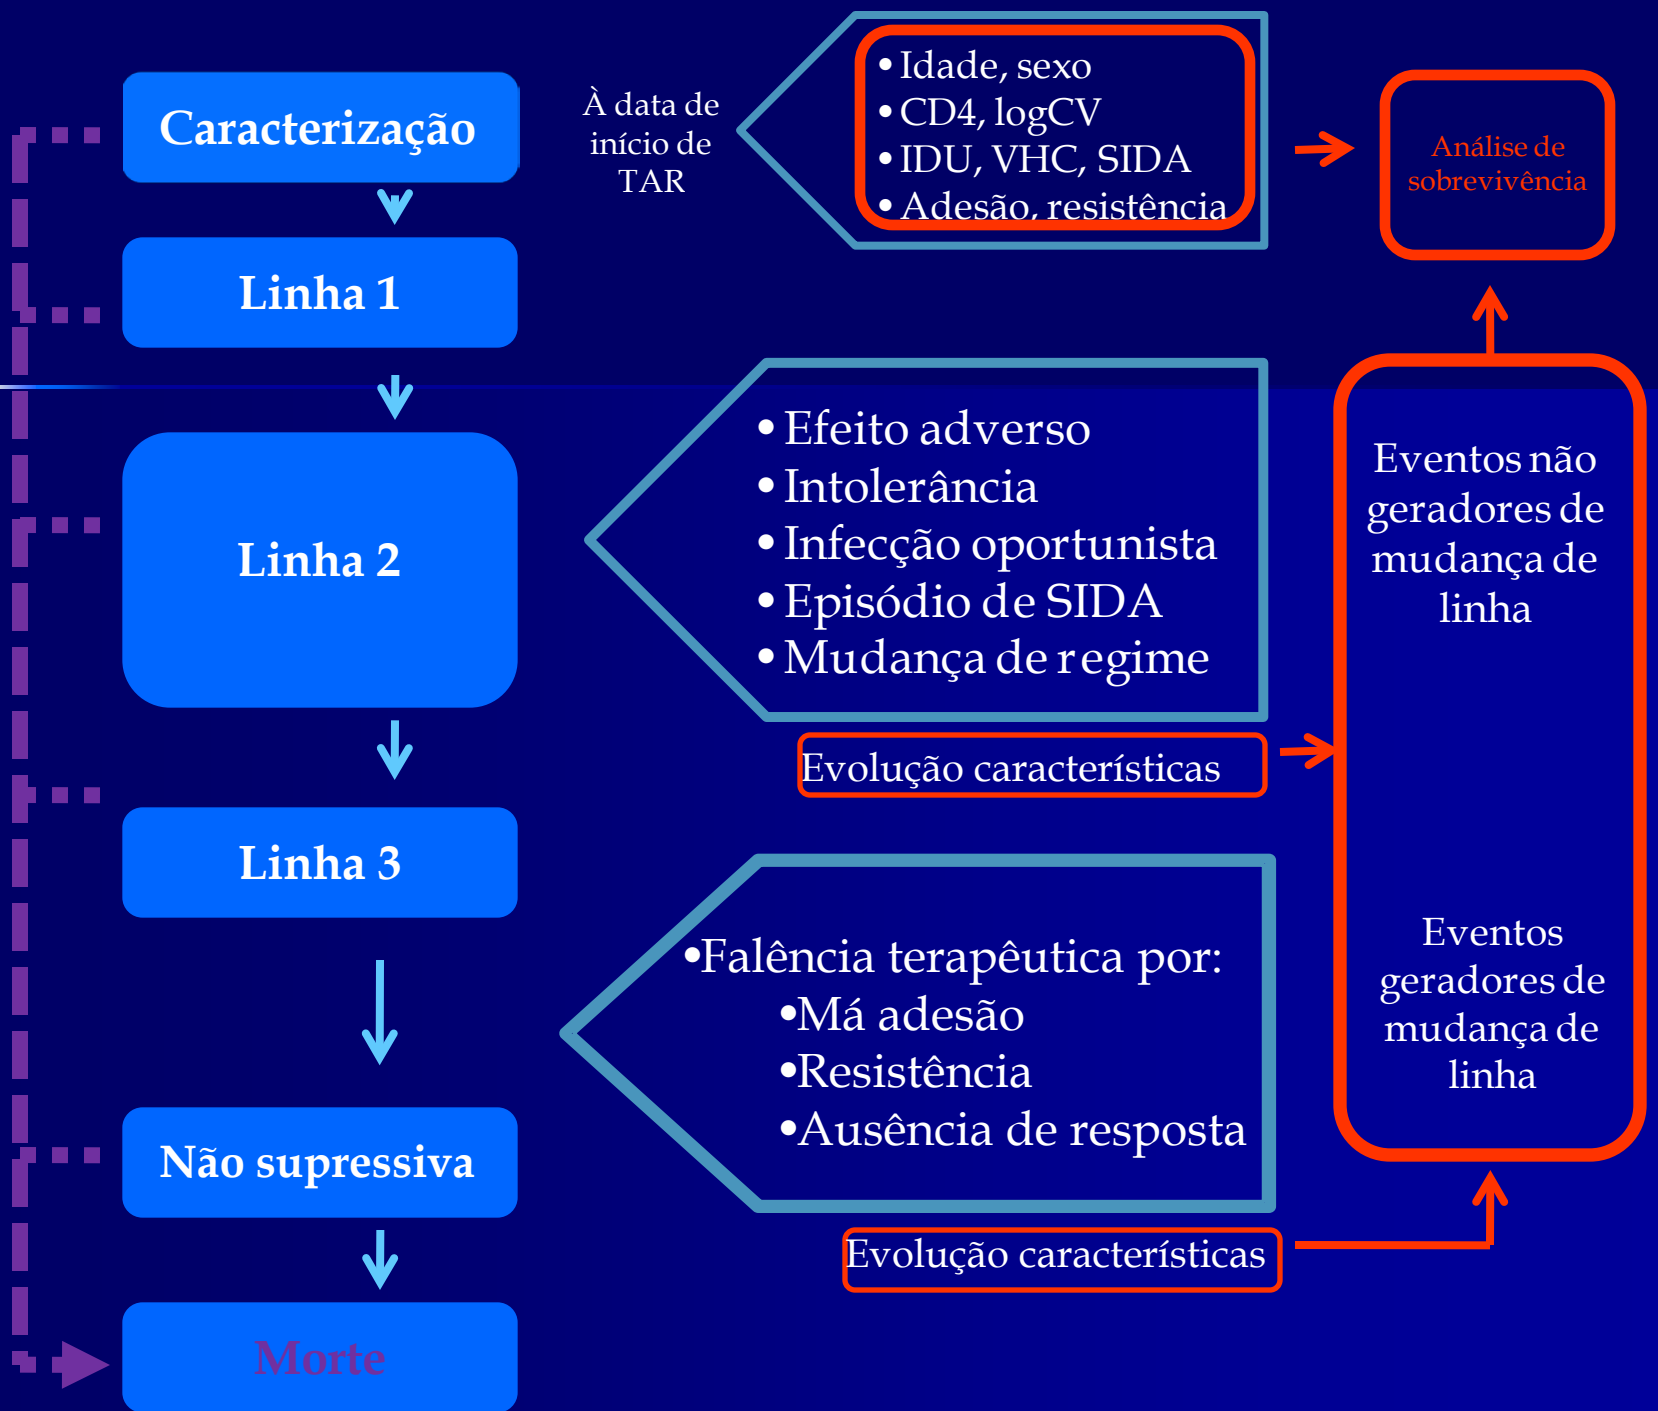 Caracterização
Linha 1
Linha 2
Linha 3
Não supressiva
Morte
À data de
início de
TAR
• Idade, sexo
• CD4, logCV
• IDU, VHC, SIDA
• Adesão, resistência
Análise de
sobrevivência
• Efeito adverso
• Intolerância
• Infecção oportunista
• Episódio de SIDA
• Mudança de regime
Evolução características
Eventos não
geradores de
mudança de
linha
Eventos
geradores de
mudança de
linha
•Falência terapêutica por:
•Má adesão
•Resistência
•Ausência de resposta
Evolução características